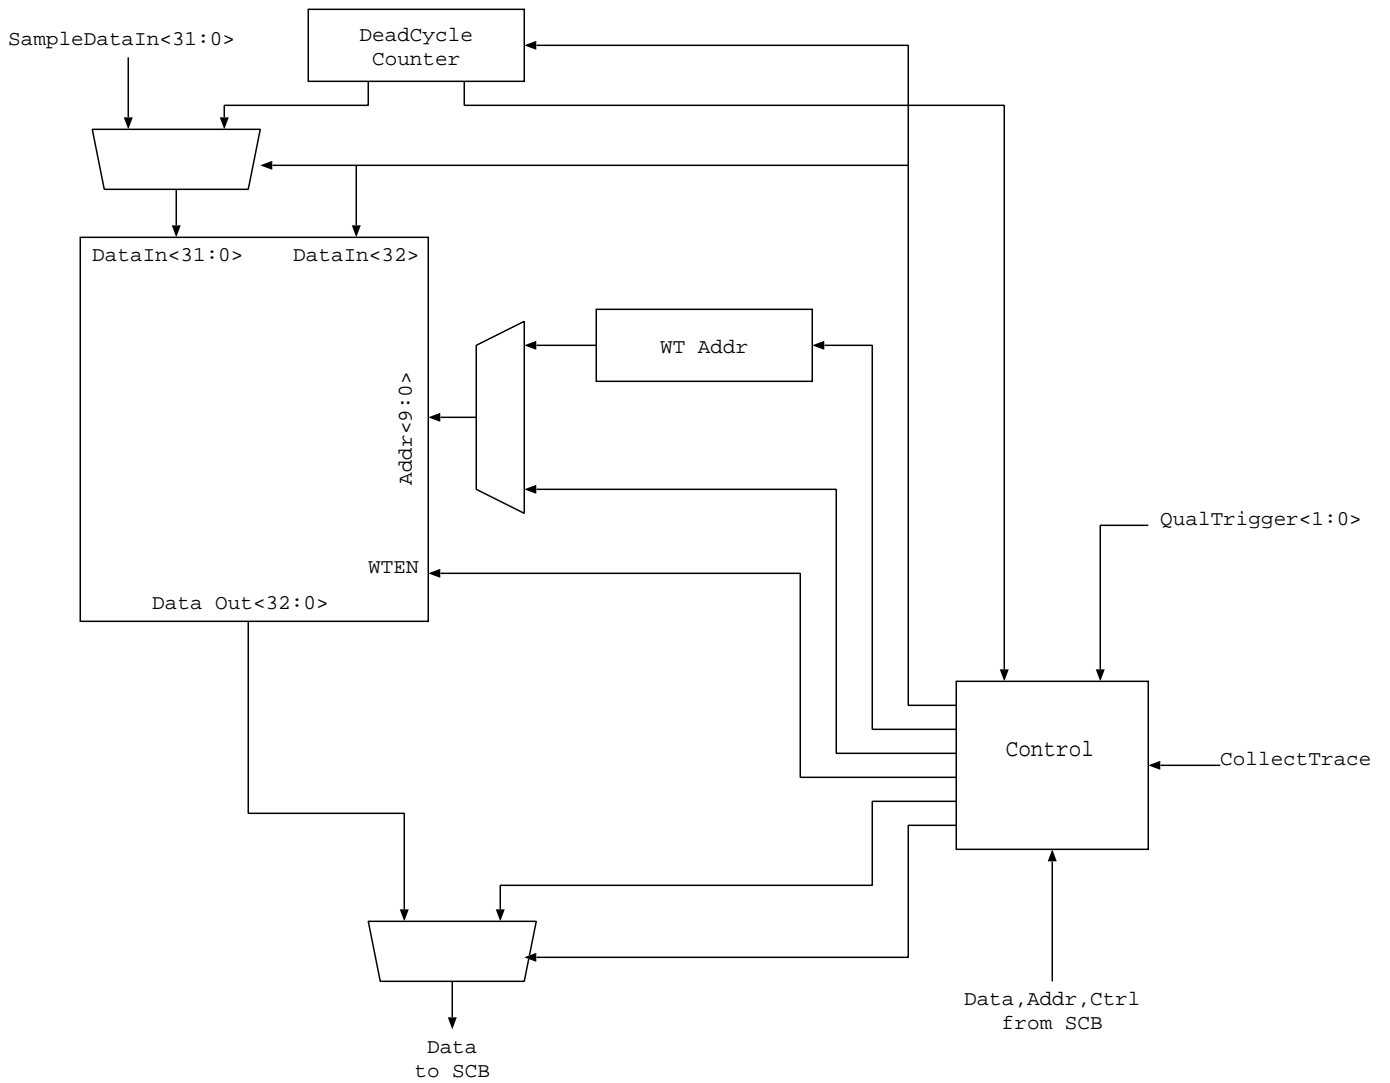 SampleDataIn<31:0>
DeadCycle
Counter
DataIn<31:0>
DataIn<32>
WT Addr
Addr<9:0>
QualTrigger<1:0>
WTEN
Data Out<32:0>
Control
CollectTrace
Data,Addr,Ctrl
from SCB
Data
to SCB